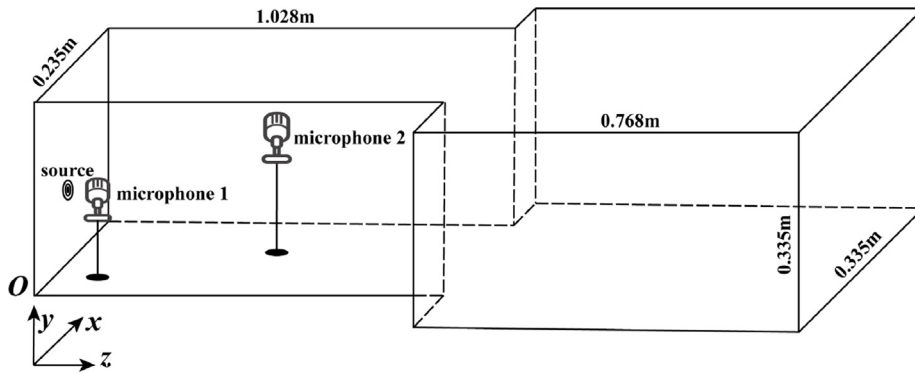 1.028m
0.235m
0.768m
microphone 2
source
microphone 1
0.335m
0.335m
O
y
x
z